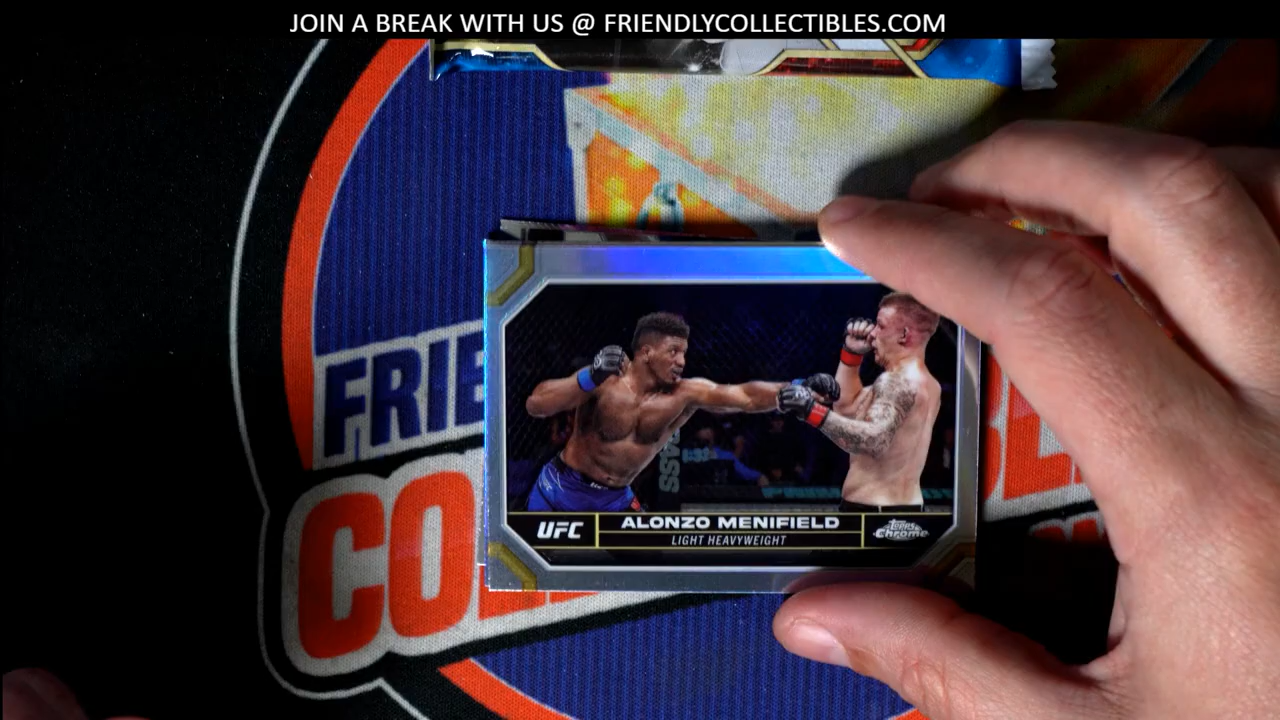 JOIN A BREAK WITH US @ FRIENDLYCOLLECTIBLES.COM
FRIE
CO
UFC
ALONZO MENIFIELD
LIGHT HEAVYWEIGHT
Topps
Chrome